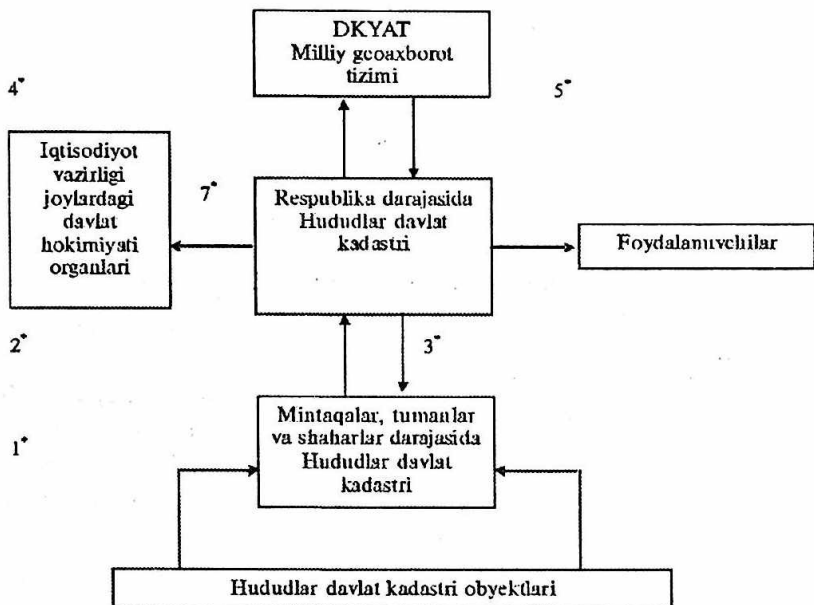 DKYAT
Milliy geoaxborot
tizimi
4*
5*
Iqtisodiyot
vazirligi
joylardagi
davlat
hokimiyati
organlari
7*
Respublika darajasida
Hududlar davlat
kadastri
Foydalanuvchilar
2*
3*
Mintaqalar, tumanlar
va shaharlar darajasida
Hududlar davlat
kadastri
1*
Hududlar davlat kadastri obyektlari